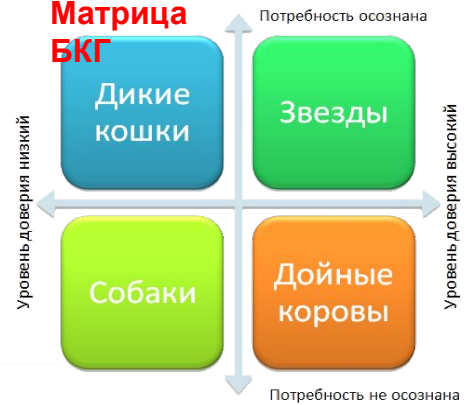 Матрица
БКГ
Потребность осознана
Дикие
кошки
Звезды
Уровень доверия низкий
Уровень доверия высокий
Собаки
Дойные
коровы
Потребность не осознана